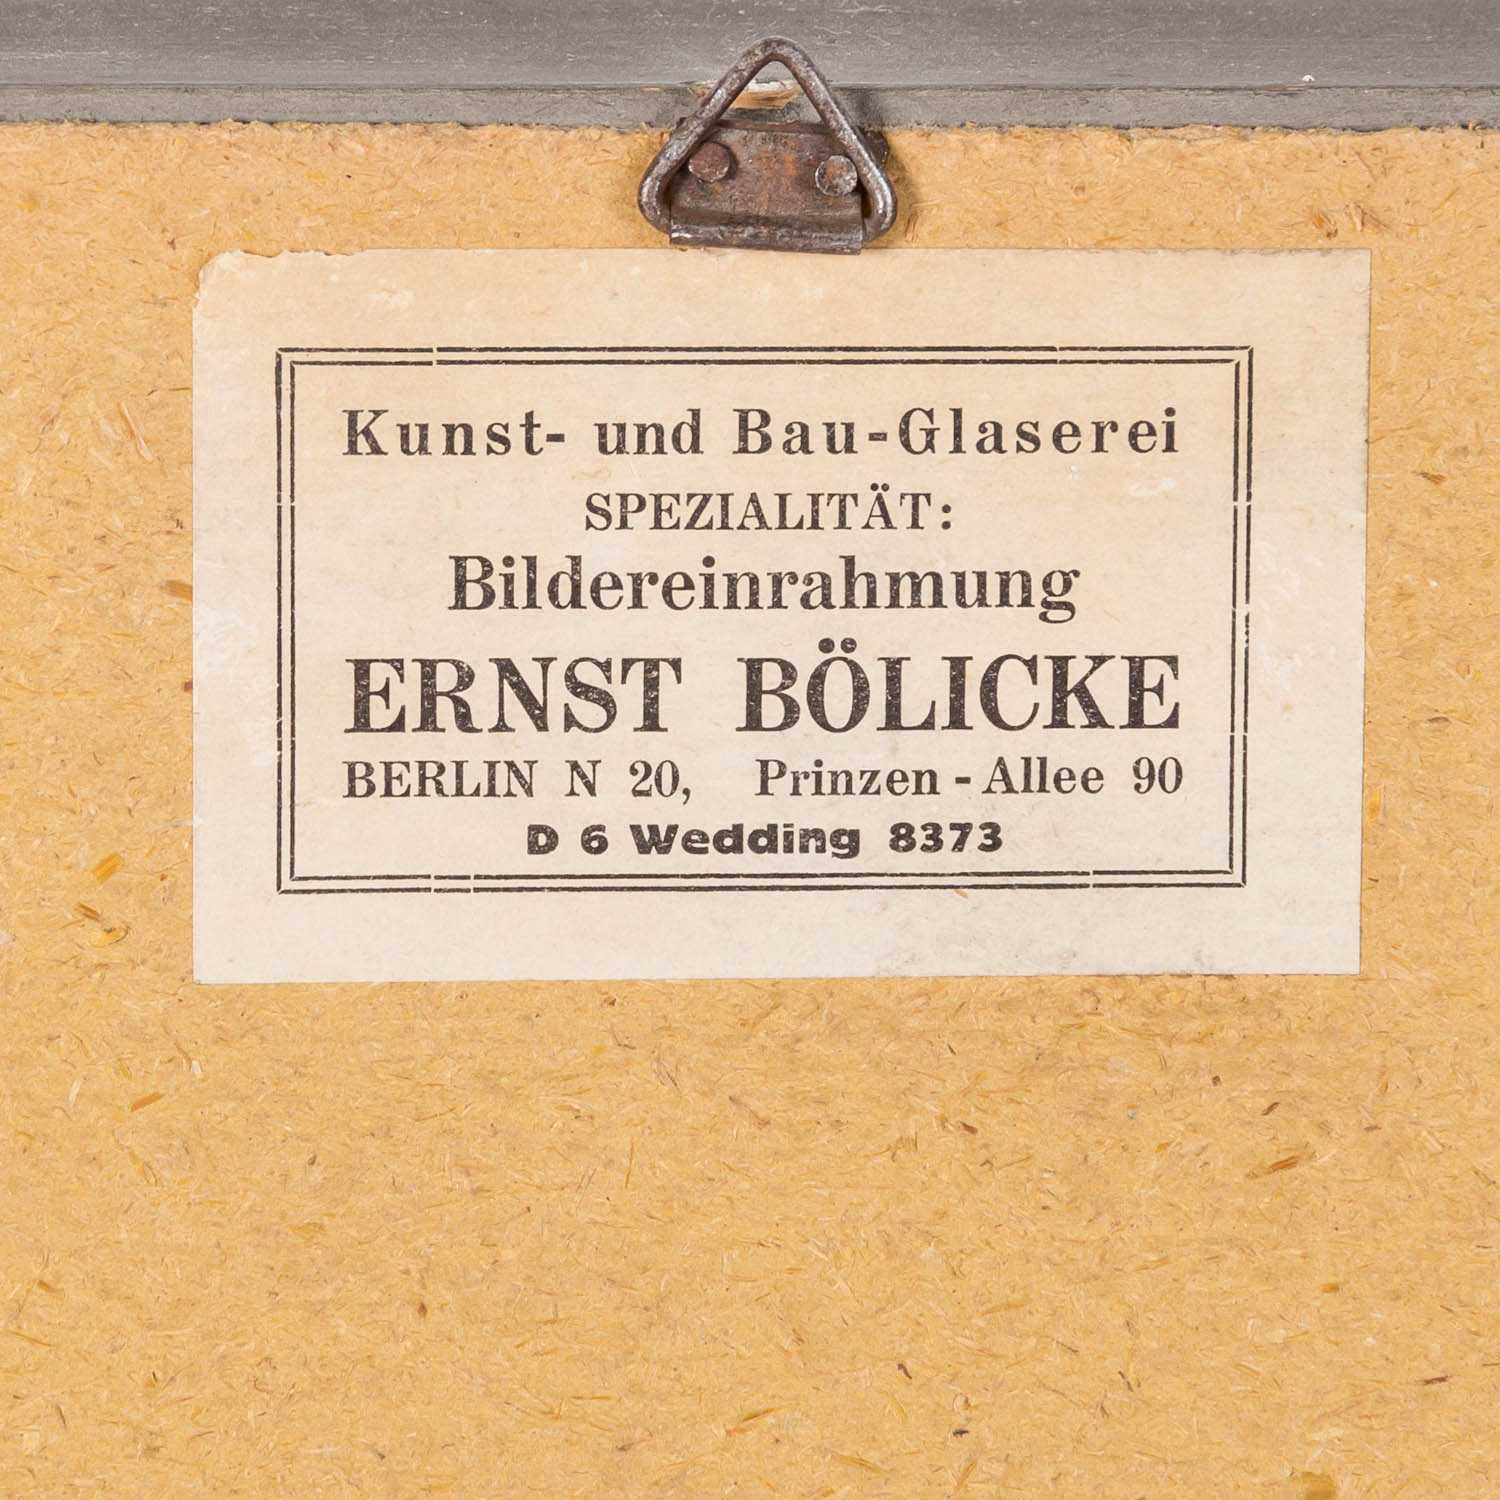 Kunst- und Bau-Glaserei
SPEZIALITÄT:
Bildereinrahmung
ERNST BÖLICKE
BERLIN N 20, Prinzen-Allee 90
D 6 Wedding 8373